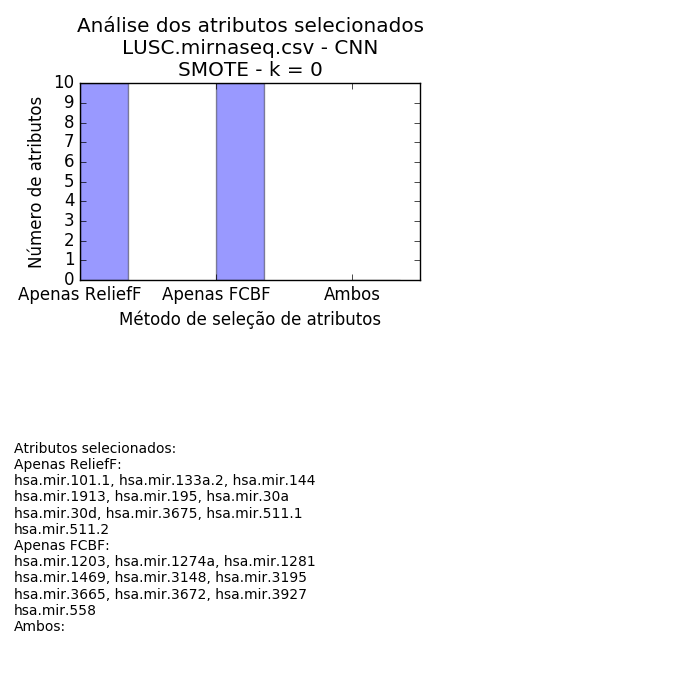 Análise dos atributos selecionados
LUSC.mirnaseq.csv - CNN
SMOTE - k = 0
10
9
8
7
6
5
4
3
2
1
0
Número de atributos
Apenas ReliefF
Apenas FCBF
Ambos
Método de seleção de atributos
Atributos selecionados:
Apenas ReliefF:
hsa.mir.101.1, hsa.mir.133a.2, hsa.mir.144
hsa.mir.1913, hsa.mir.195, hsa.mir.30a
hsa.mir.30d, hsa.mir.3675, hsa.mir.511.1
hsa.mir.511.2
Apenas FCBF:
hsa.mir.1203, hsa.mir.1274a, hsa.mir.1281
hsa.mir.1469, hsa.mir.3148, hsa.mir.3195
hsa.mir.3665, hsa.mir.3672, hsa.mir.3927
hsa.mir.558
Ambos: